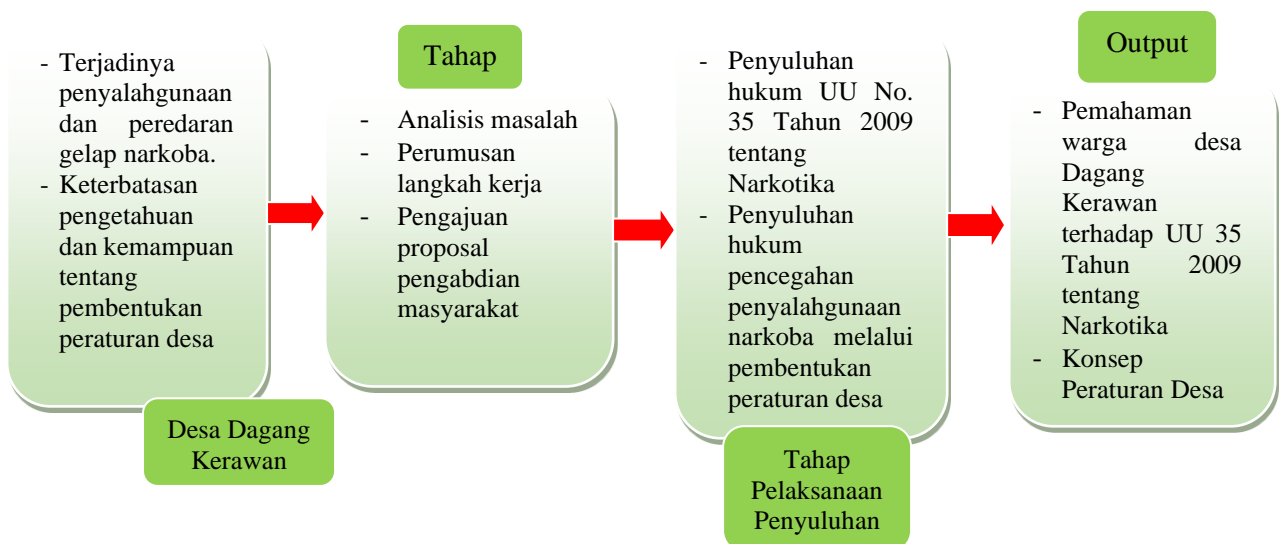 - Terjadinya
penyalahgunaan
dan peredaran
gelap narkoba.
- Keterbatasan
pengetahuan
dan kemampuan
tentang
pembentukan
peraturan desa
Desa Dagang
Kerawan
Tahap
- Analisis masalah
- Perumusan
langkah kerja
- Pengajuan
proposal
pengabdian
masyarakat
- Penyuluhan
hukum UU No.
35 Tahun 2009
tentang
Narkotika
- Penyuluhan
hukum
pencegahan
penyalahgunaan
narkoba melalui
pembentukan
peraturan desa
Tahap
Pelaksanaan
Penyuluhan
Output
- Pemahaman
warga desa
Dagang
Kerawan
terhadap UU 35
Tahun 2009
tentang
Narkotika
- Konsep
Peraturan Desa